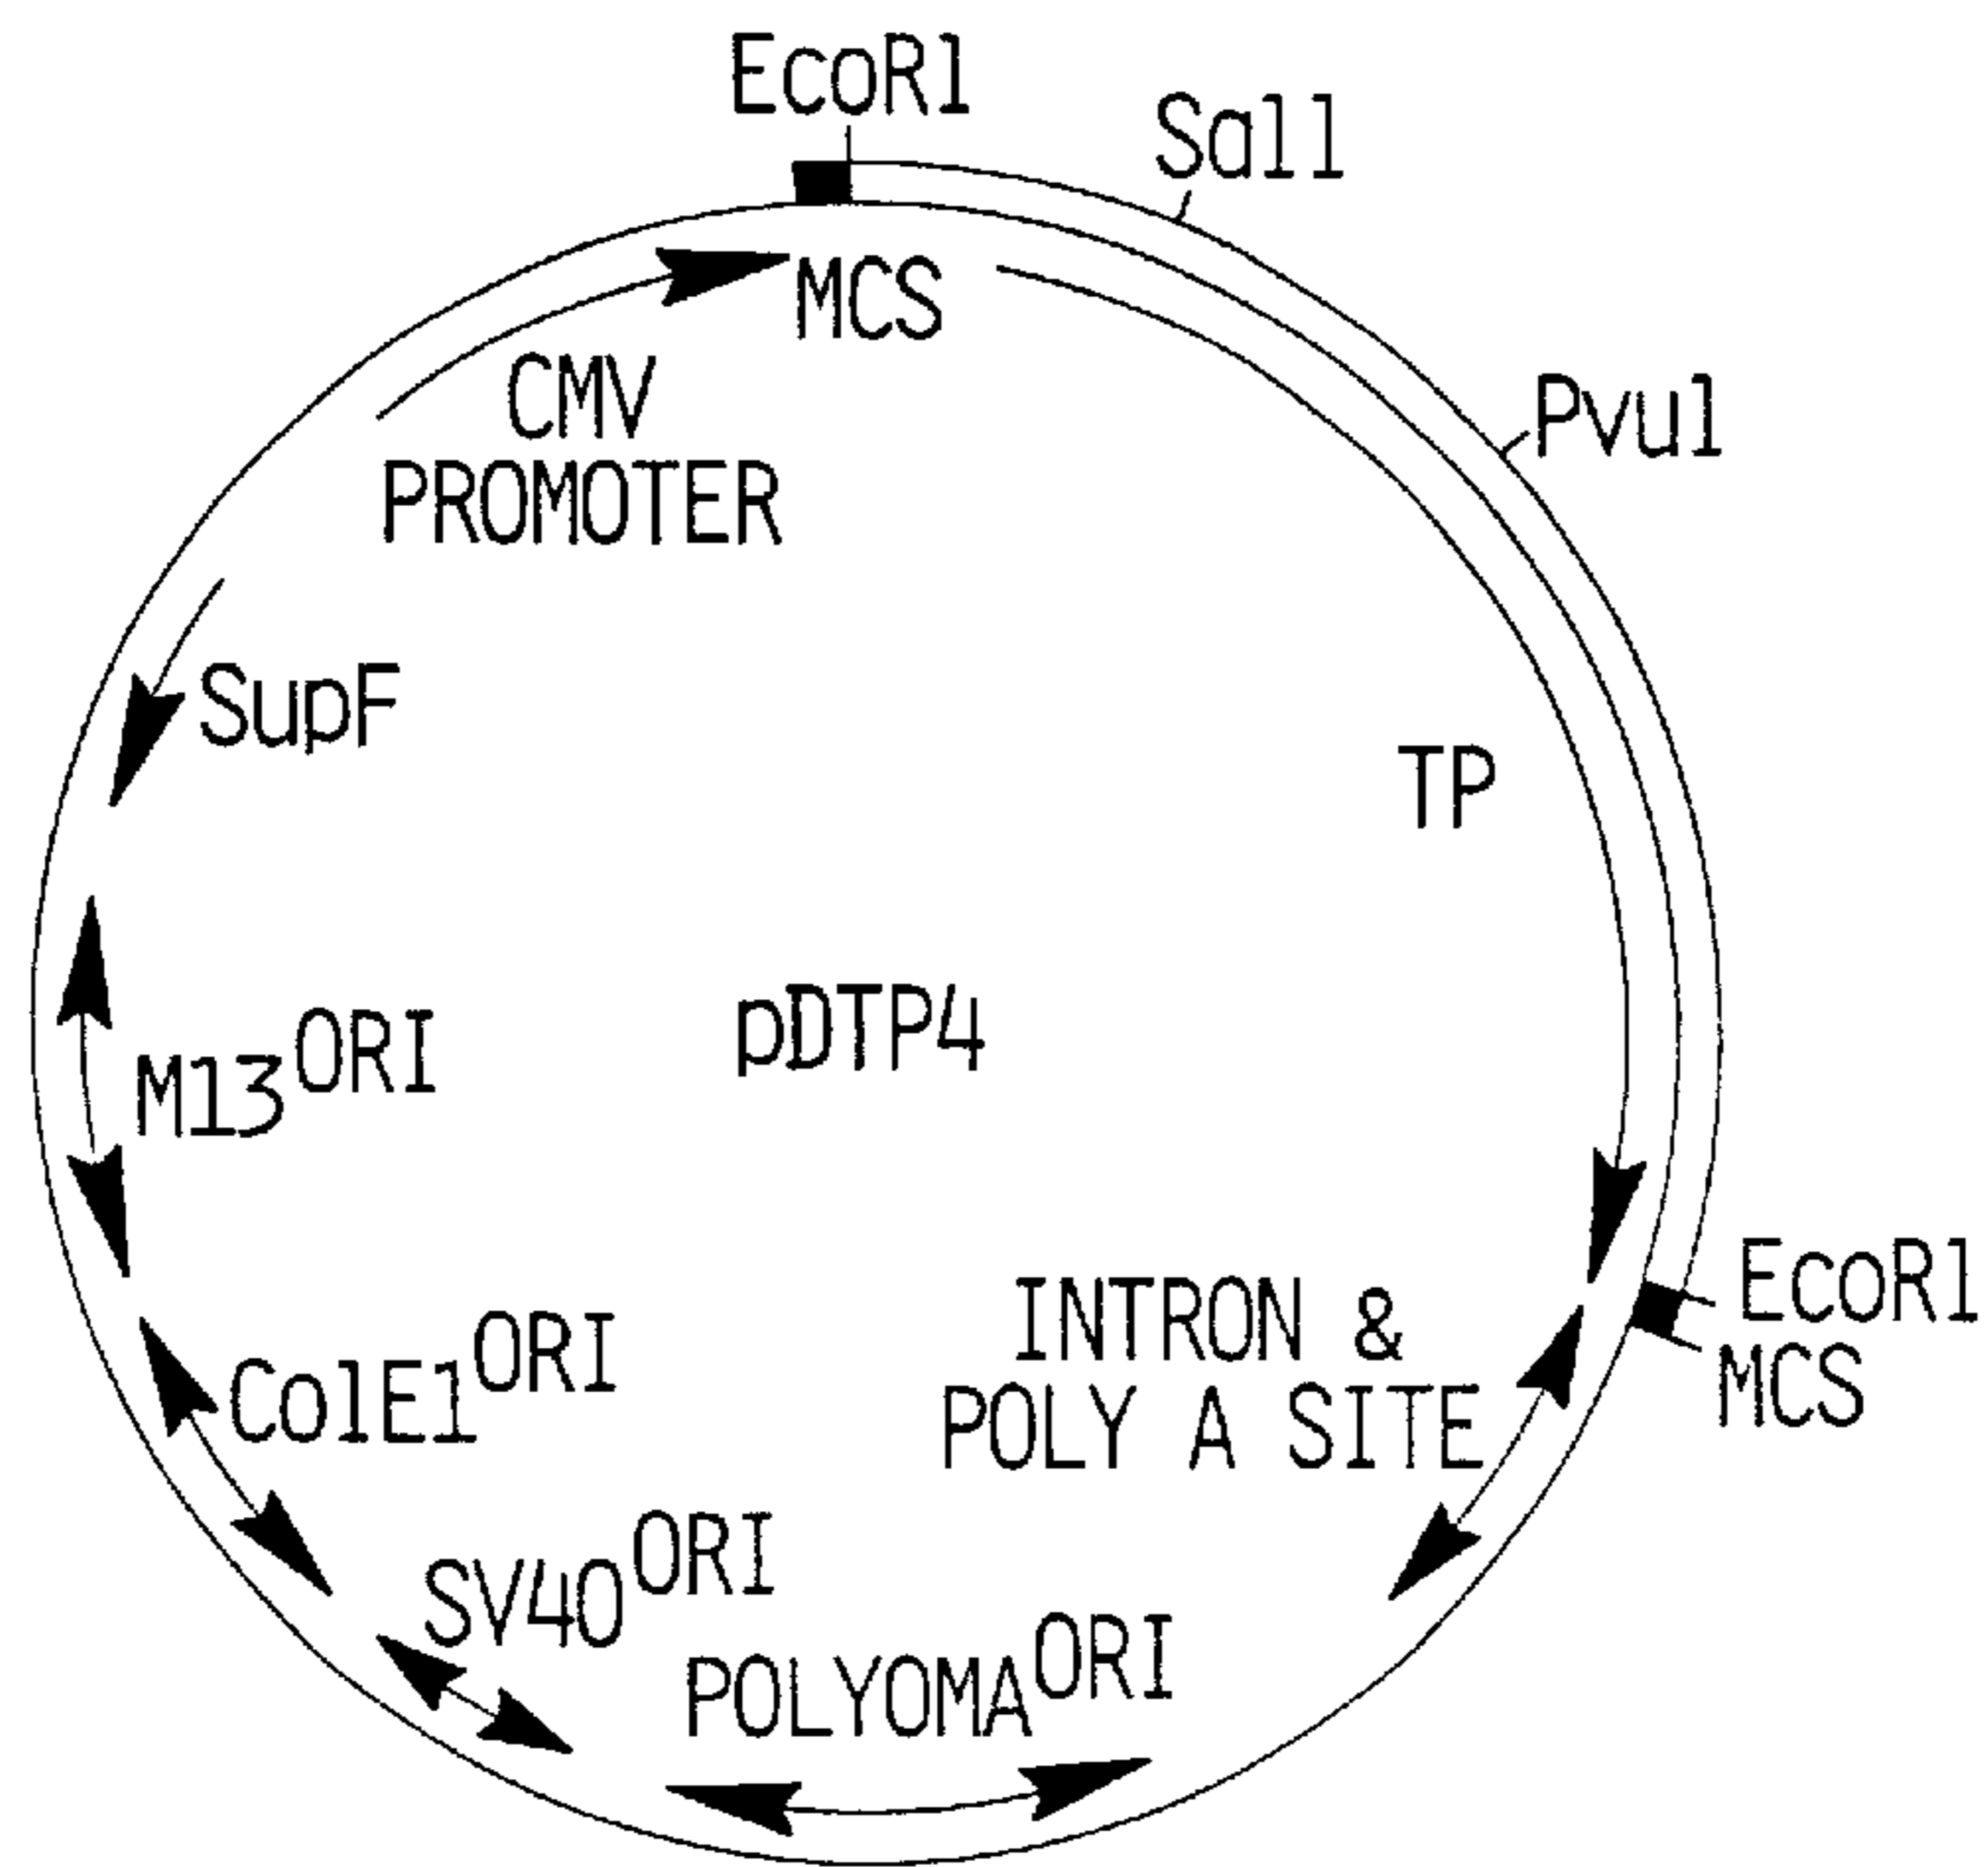 EcoR1
Sal1
MCS
Pvu1
CMV
PROMOTER
SupF
TP
pDTP4
M13ORI
EcoR1
MCS
INTRON &
POLY A SITE
ColE1ORI
SV40ORI
POLYOMAORI